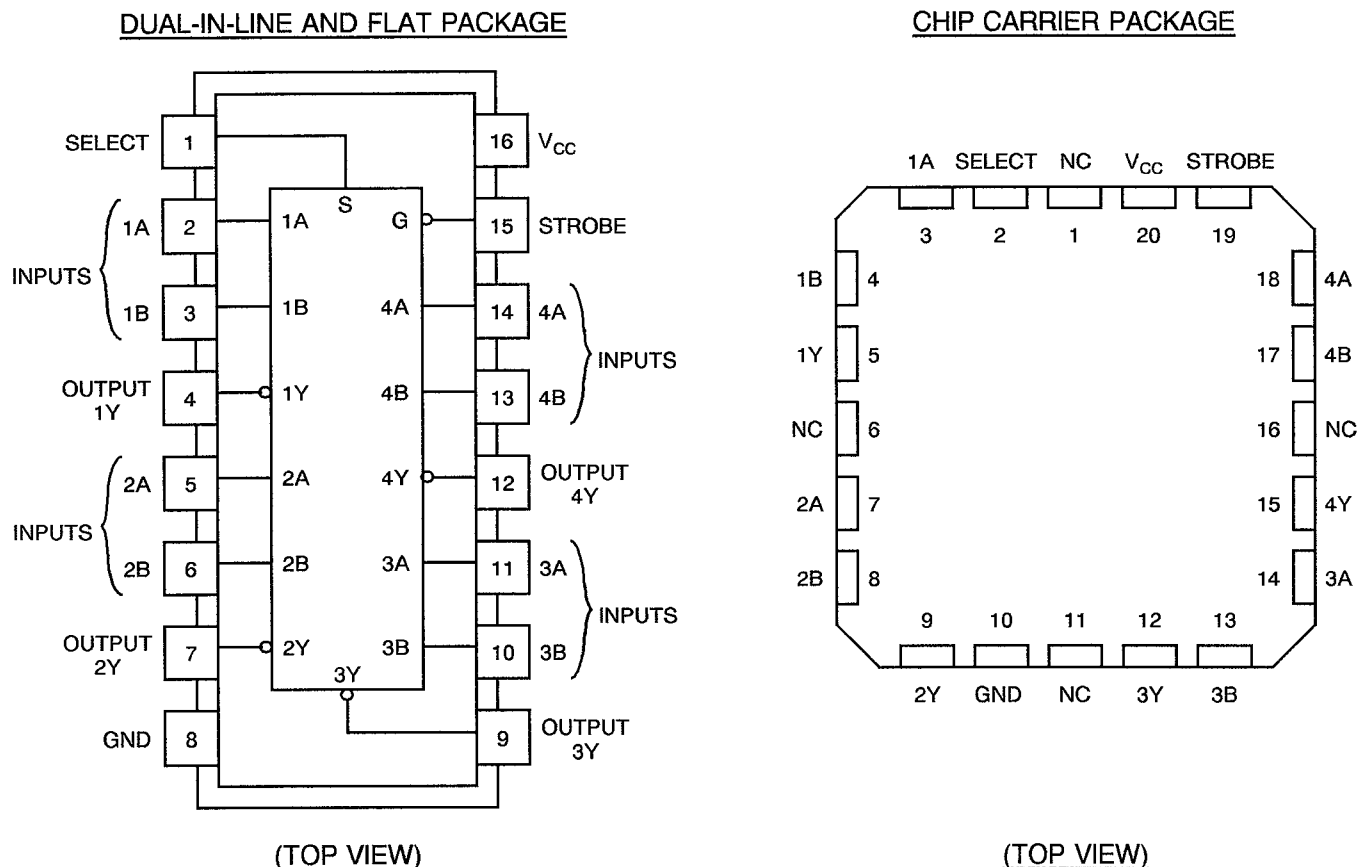 DUAL-IN-LINE AND FLAT PACKAGE
SELECT 1 16 VCC
S
1A 2 1A G 15 STROBE
INPUTS
1B 3 1B 4A 14 4A
INPUTS
OUTPUT 1Y 4 1Y 4B 13 4B
2A 5 2A 4Y 12 OUTPUT 4Y
INPUTS
2B 6 2B 3A 11 3A
INPUTS
OUTPUT 2Y 7 2Y 3B 10 3B
3Y
GND 8 9 OUTPUT 3Y
(TOP VIEW)
CHIP CARRIER PACKAGE
1A SELECT NC VCC STROBE
3 2 1 20 19
1B 4 18 4A
1Y 5 17 4B
NC 6 16 NC
2A 7 15 4Y
2B 8 14 3A
9 10 11 12 13
2Y GND NC 3Y 3B
(TOP VIEW)